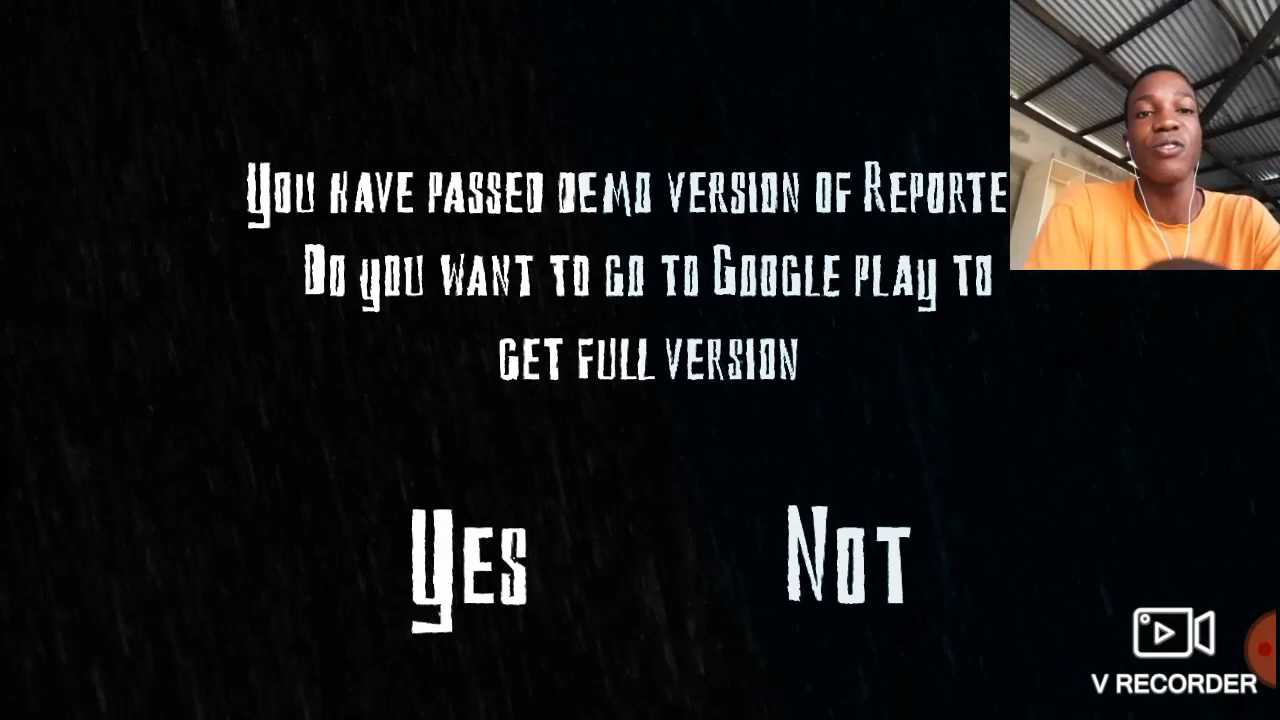 You have passed demo version of Reporte
Do you want to go to Google play to
get full version
Yes
Not
V RECORDER